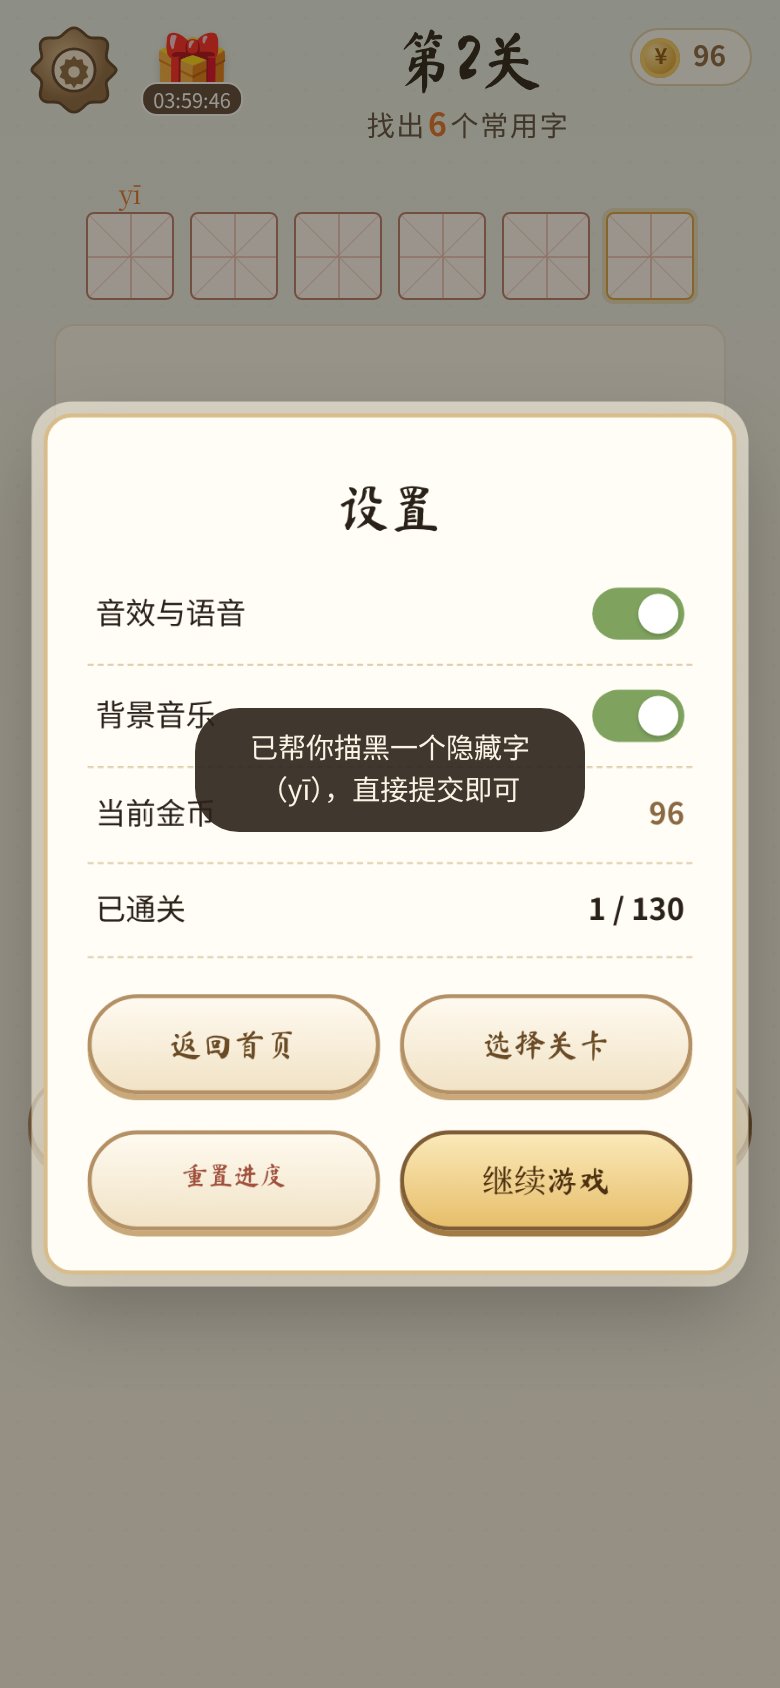 第2关
¥ 96
03:59:46
找出6个常用字
yī
设置
音效与语音
背景音乐
已帮你描黑一个隐藏字
（yī），直接提交即可
当前金币 96
已通关 1 / 130
返回首页 选择关卡
重置进度 继续游戏